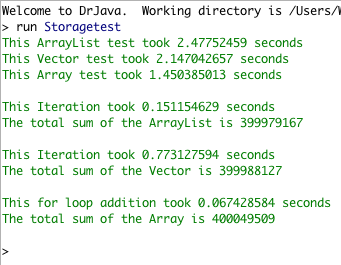 Welcome to DrJava.  Working directory is /Users/
> run Storagetest
This ArrayList test took 2.47752459 seconds
This Vector test took 2.147042657 seconds
This Array test took 1.450385013 seconds
This Iteration took 0.151154629 seconds
The total sum of the ArrayList is 399979167
This Iteration took 0.773127594 seconds
The total sum of the Vector is 399988127
This for loop addition took 0.067428584 seconds
The total sum of the Array is 400049509
>